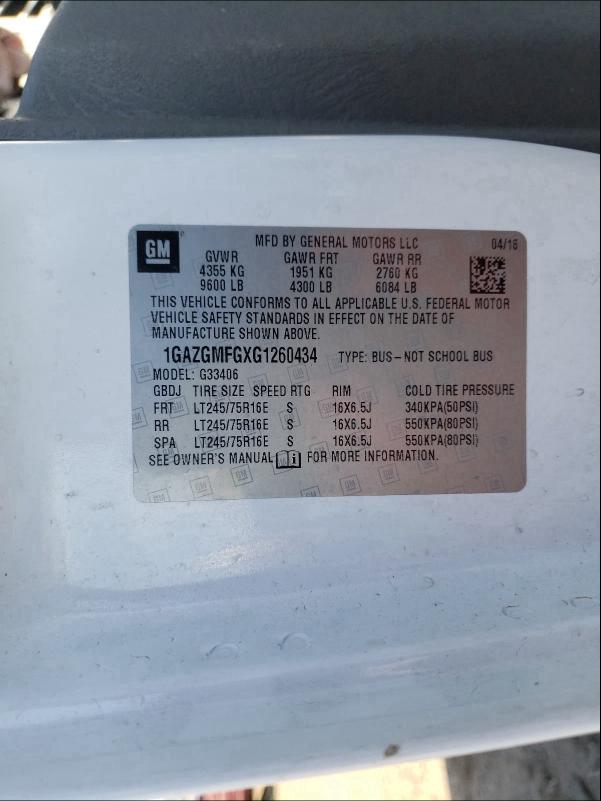 GM MFD BY GENERAL MOTORS LLC 04/16
GVWR GAWR FRT GAWR RR
4355 KG 1951 KG 2760 KG
9600 LB 4300 LB 6084 LB
THIS VEHICLE CONFORMS TO ALL APPLICABLE U.S. FEDERAL MOTOR
VEHICLE SAFETY STANDARDS IN EFFECT ON THE DATE OF
MANUFACTURE SHOWN ABOVE.
1GAZGMFGXG1260434 TYPE: BUS–NOT SCHOOL BUS
MODEL: G33406
GBDJ TIRE SIZE SPEED RTG RIM COLD TIRE PRESSURE
FRT LT245/75R16E S 16X6.5J 340KPA(50PSI)
RR LT245/75R16E S 16X6.5J 550KPA(80PSI)
SPA LT245/75R16E S 16X6.5J 550KPA(80PSI)
SEE OWNER'S MANUAL FOR MORE INFORMATION.